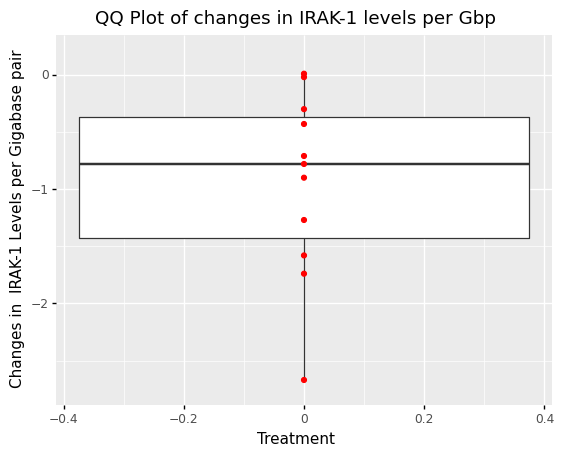 QQ Plot of changes in IRAK-1 levels per Gbp
Changes in  IRAK-1 Levels per Gigabase pair
0
−1
−2
−0.4
−0.2
0
0.2
0.4
Treatment